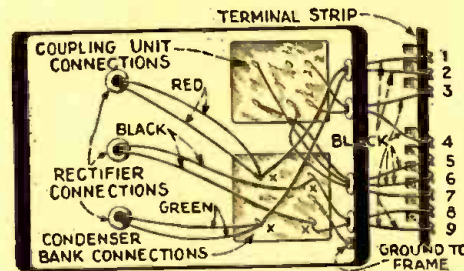 TERMINAL STRIP
COUPLING UNIT
CONNECTIONS
RED
BLACK
RECTIFIER
CONNECTIONS
GREEN
CONDENSER
BANK CONNECTIONS
BLACK
1
2
3
4
5
6
7
8
9
GROUND TO
FRAME